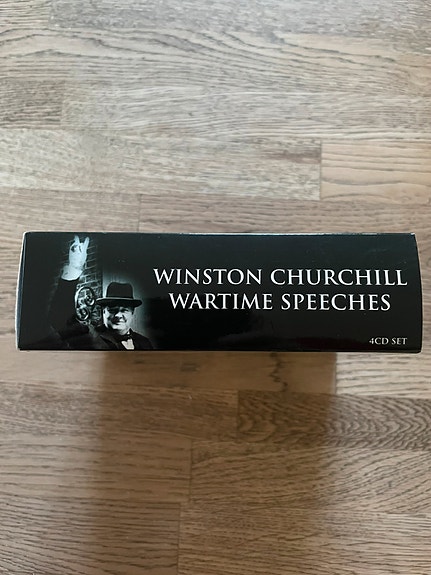 WINSTON CHURCHILL
WARTIME SPEECHES
4CD SET